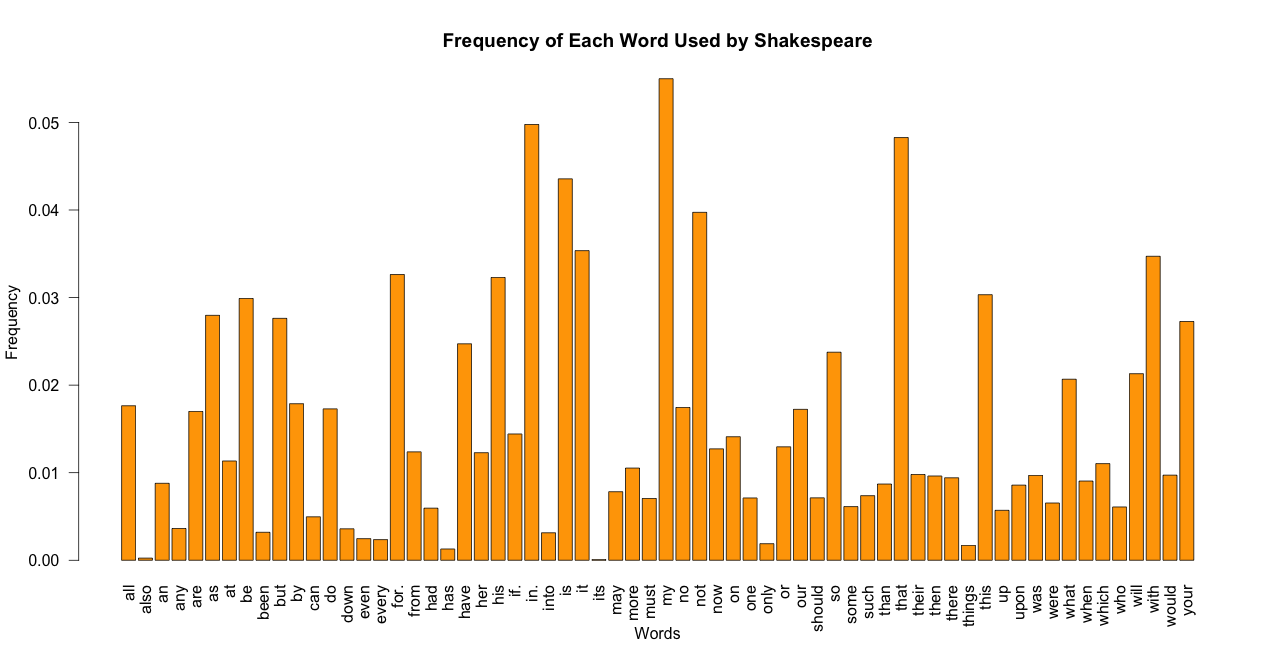 Frequency of Each Word Used by Shakespeare
Frequency
0.05
0.04
0.03
0.02
0.01
0.00
all
also
an
any
are
as
at
be
been
but
by
can
do
down
even
every
for.
from
had
has
have
her
his
if.
in.
into
is
it
its
may
more
must
my
no
not
now
on
one
only
or
our
should
so
some
such
than
that
their
then
there
things
this
up
upon
was
were
what
when
which
who
will
with
would
your
Words